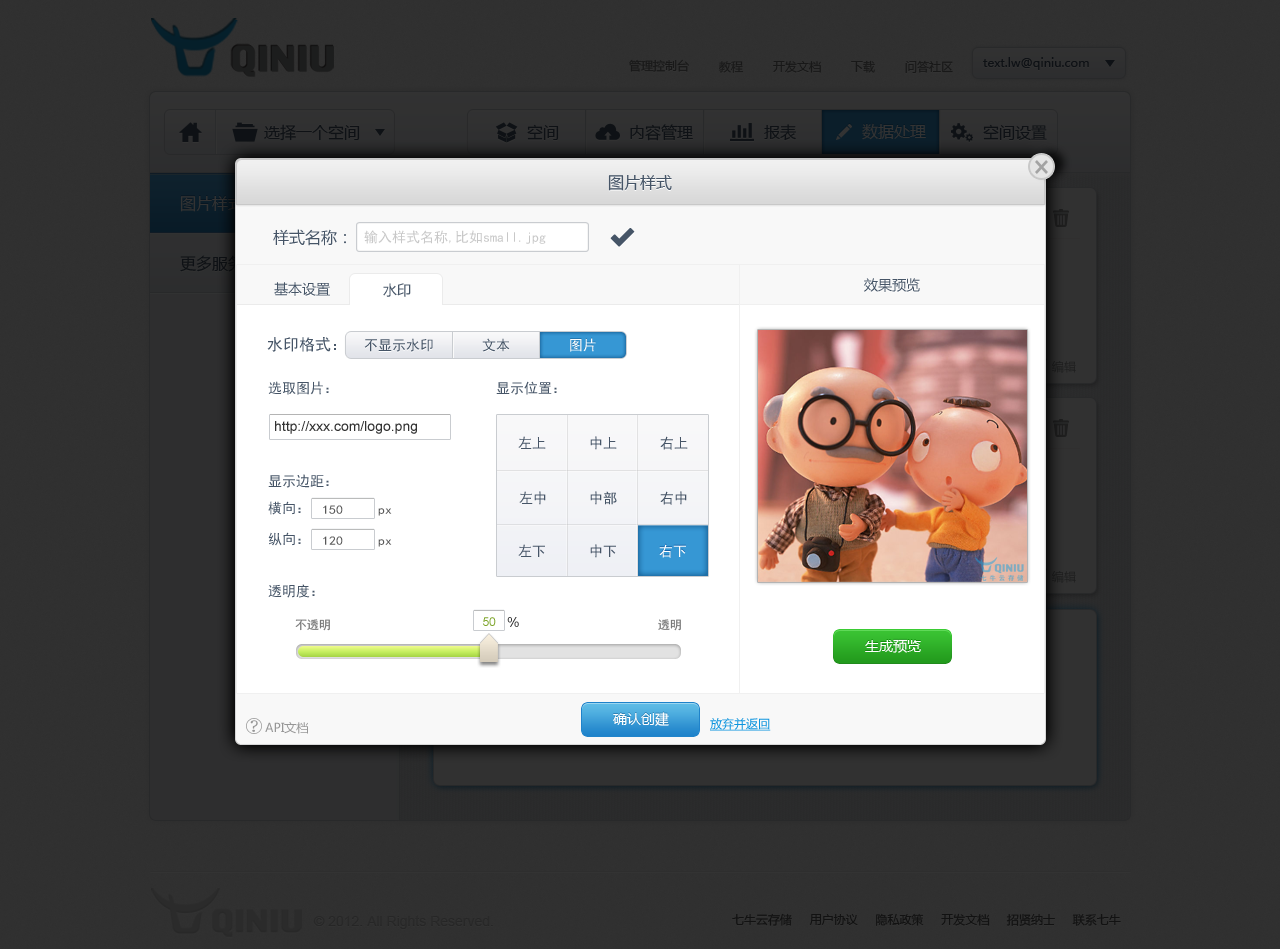 QINIU
管理控制台 教程 开发文档 下载 问答社区 text.lw@qiniu.com
选择一个空间 空间 内容管理 报表 数据处理 空间设置
图片样式
图片样
样式名称： 输入样式名称,比如small.jpg
更多服务
基本设置 水印 效果预览
水印格式： 不显示水印 文本 图片
选取图片： 显示位置：
编辑
http://xxx.com/logo.png
左上 中上 右上
显示边距：
左中 中部 右中
横向： 150 px
纵向： 120 px
左下 中下 右下
QINIU
七牛云存储
编辑
透明度：
不透明 50 % 透明
生成预览
API文档 确认创建 放弃并返回
QINIU © 2012 All Rights Reserved. 七牛云存储 用户协议 隐私政策 开发文档 招贤纳士 联系七牛